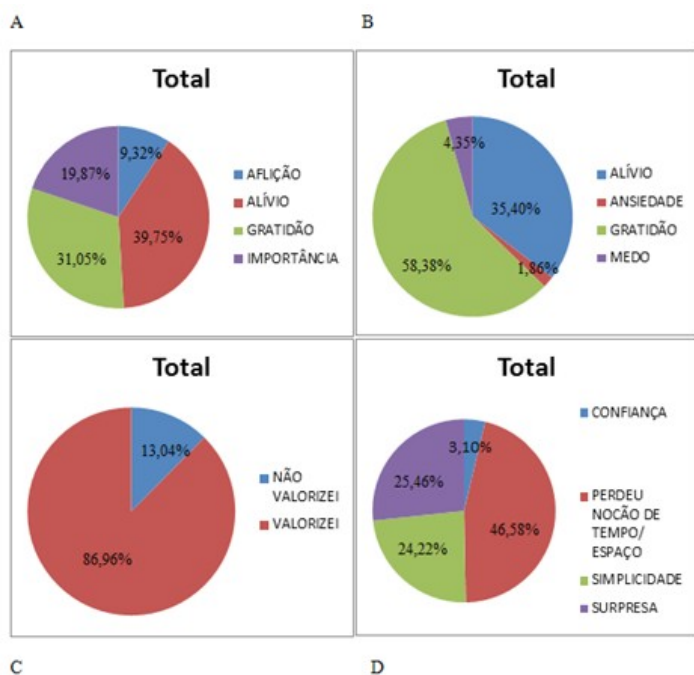 A
B
Total
9,32%
39,75%
31,05%
19,87%
AFLIÇÃO
ALÍVIO
GRATIDÃO
IMPORTÂNCIA
Total
4,35%
35,40%
1,86%
58,38%
ALÍVIO
ANSIEDADE
GRATIDÃO
MEDO
Total
13,04%
86,96%
NÃO
VALORIZEI
VALORIZEI
Total
3,10%
46,58%
24,22%
25,46%
CONFIANÇA
PERDEU
NOCÃO DE
TEMPO/
ESPAÇO
SIMPLICIDADE
SURPRESA
C
D